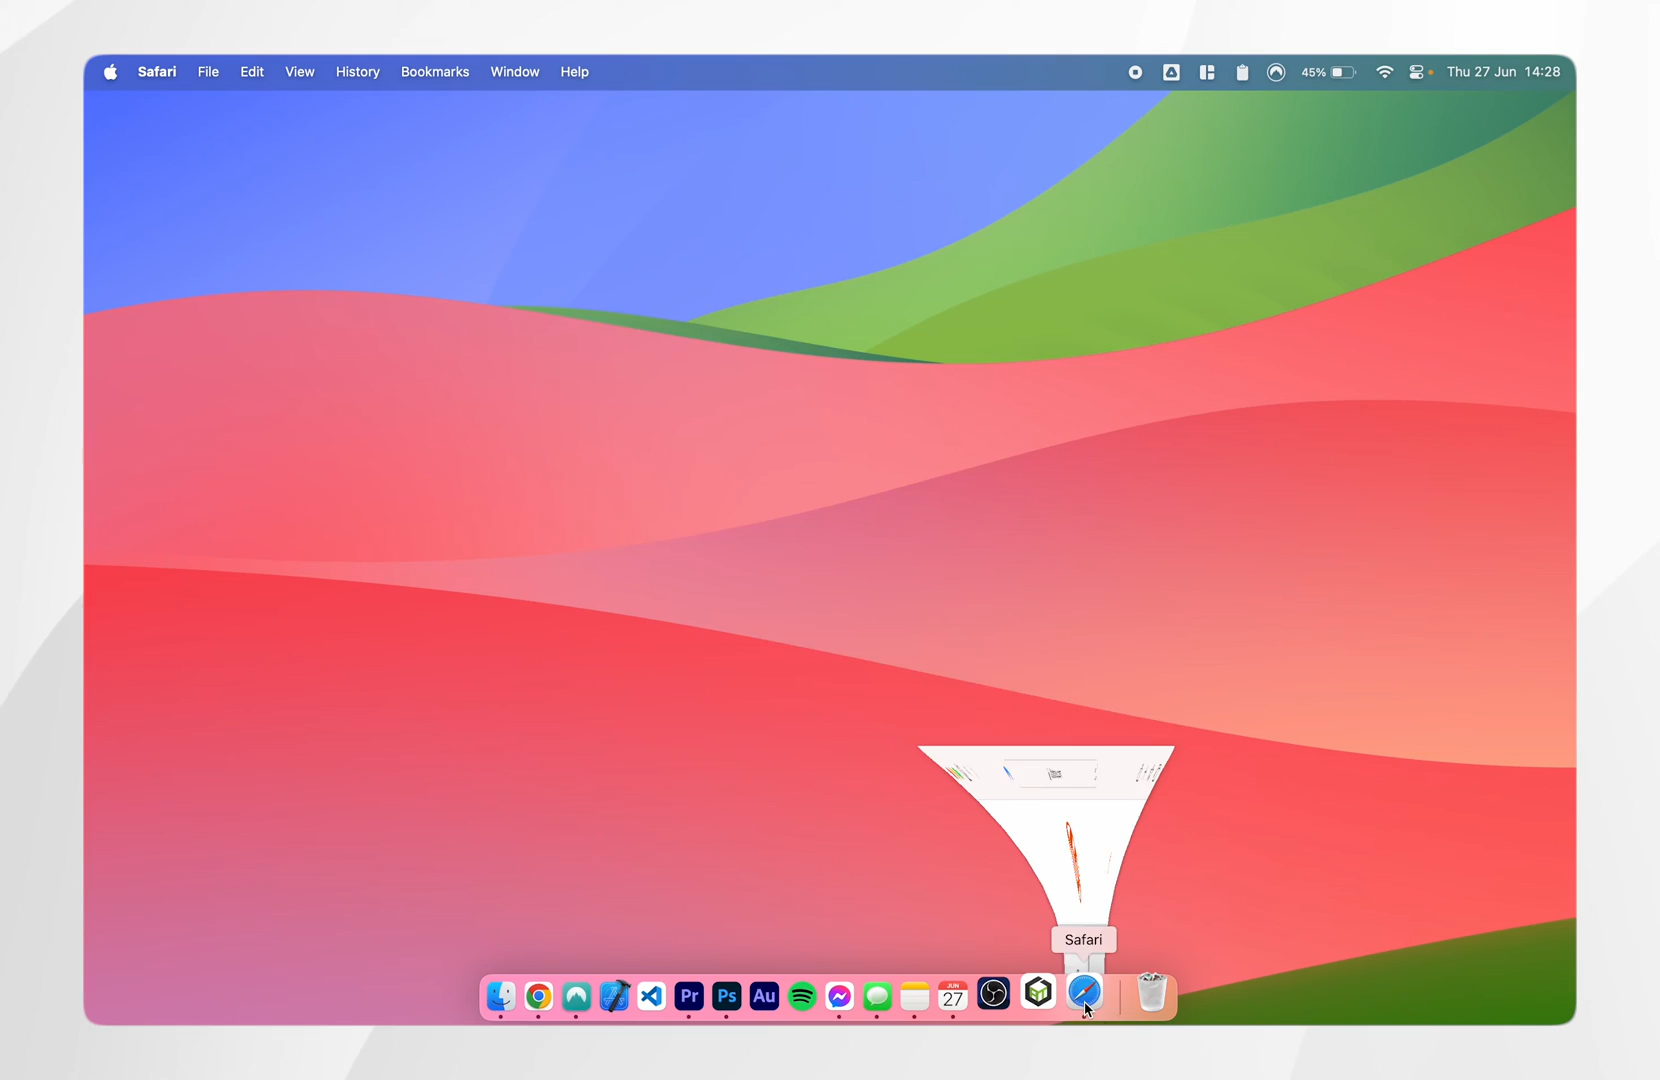 Safari File Edit View History Bookmarks Window Help 45% Thu 27 Jun 14:28
Safari
Pr Ps Au JUN 27